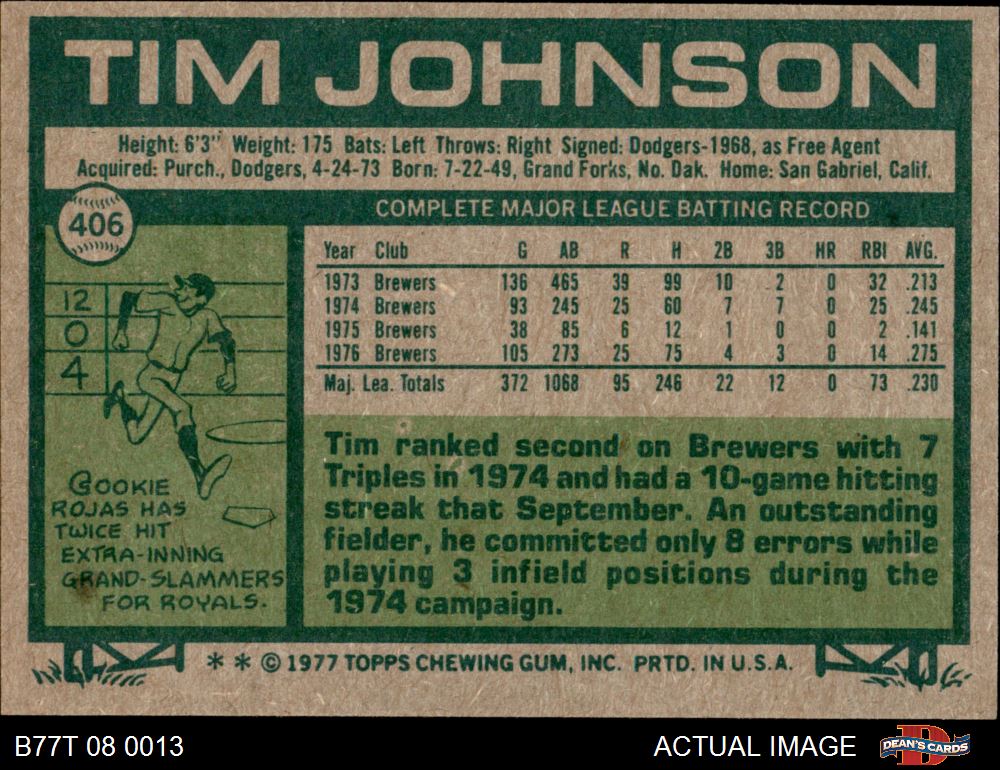 TIM JOHNSON
Height: 6'3" Weight: 175 Bats: Left Throws: Right Signed: Dodgers-1968, as Free Agent
Acquired: Purch., Dodgers, 4-24-73 Born: 7-22-49, Grand Forks, No. Dak. Home: San Gabriel, Calif.
406
COMPLETE MAJOR LEAGUE BATTING RECORD
Year Club G AB R H 2B 3B HR RBI AVG.
1973 Brewers 136 465 39 99 10 2 0 32 .213
1974 Brewers 93 245 25 60 7 7 0 25 .245
1975 Brewers 38 85 6 12 1 0 0 2 .141
1976 Brewers 105 273 25 75 4 3 0 14 .275
Maj. Lea. Totals 372 1068 95 246 22 12 0 73 .230
12
0
4
COOKIE
ROJAS HAS
TWICE HIT
EXTRA-INNING
GRAND-SLAMMERS
FOR ROYALS.
Tim ranked second on Brewers with 7
Triples in 1974 and had a 10-game hitting
streak that September. An outstanding
fielder, he committed only 8 errors while
playing 3 infield positions during the
1974 campaign.
** © 1977 TOPPS CHEWING GUM, INC. PRTD. IN U.S.A.
B77T 08 0013
ACTUAL IMAGE
DEAN'S CARDS